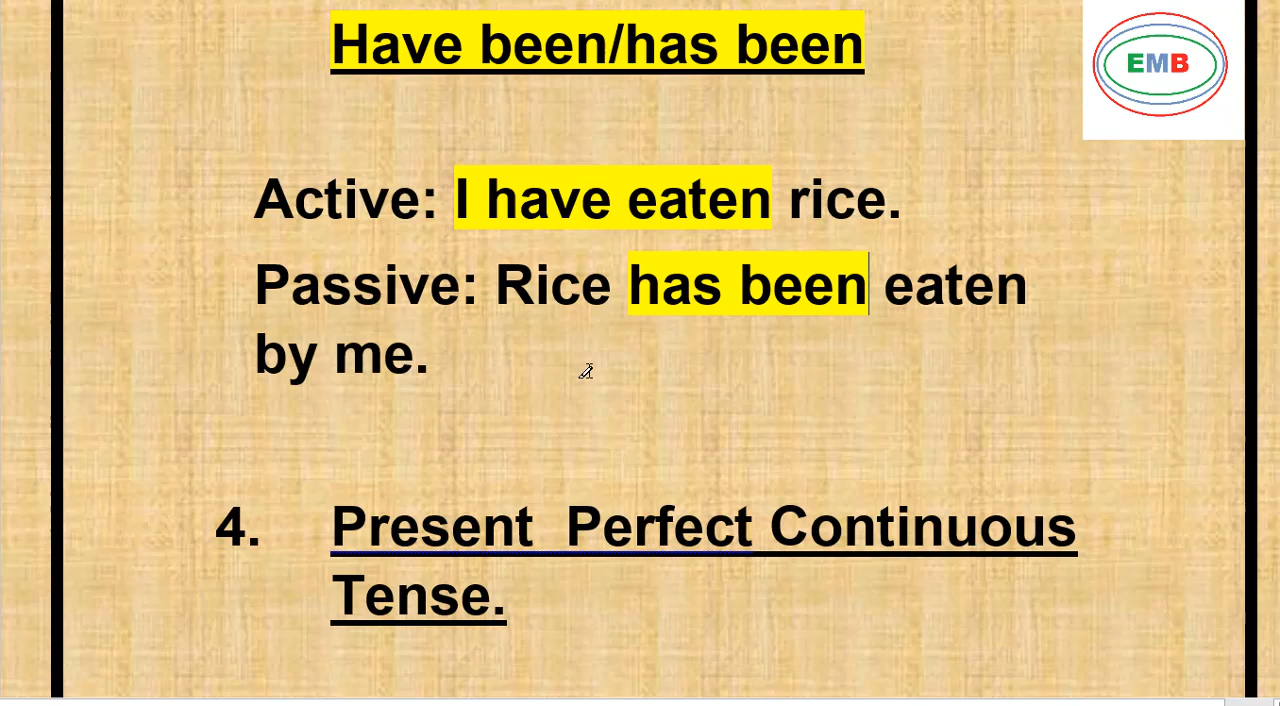 Have been/has been
EMB
Active: I have eaten rice.
Passive: Rice has been eaten
by me.
4. Present  Perfect Continuous
Tense.